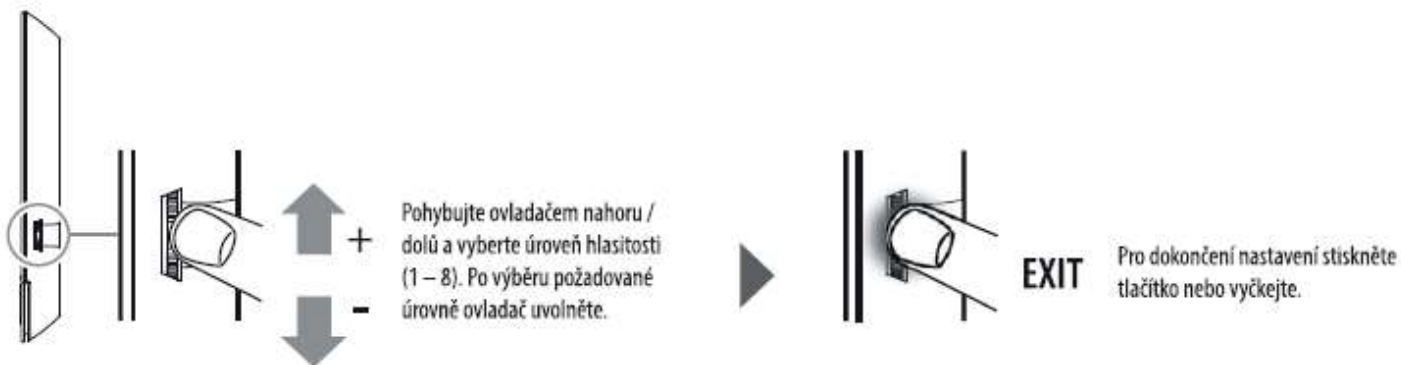 +
-
Pohybujte ovladačem nahoru /
dolů a vyberte úroveň hlasitosti
(1 – 8). Po výběru požadované
úrovně ovladač uvolněte.
EXIT
Pro dokončení nastavení stiskněte
tlačítko nebo vyčkejte.